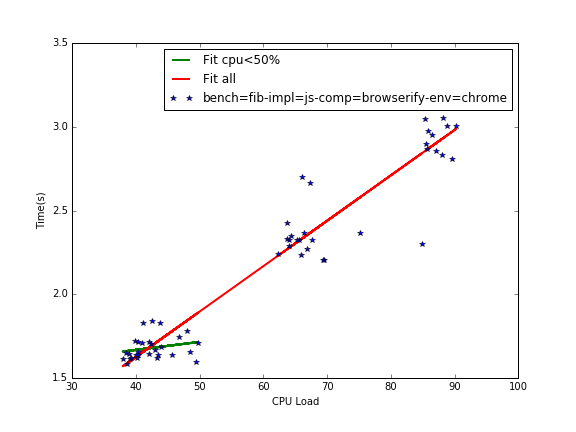 3.5
Fit cpu<50%
Fit all
bench=fib-impl=js-comp=browserify-env=chrome
3.0
2.5
Time(s)
2.0
1.5
30 40 50 60 70 80 90 100
CPU Load